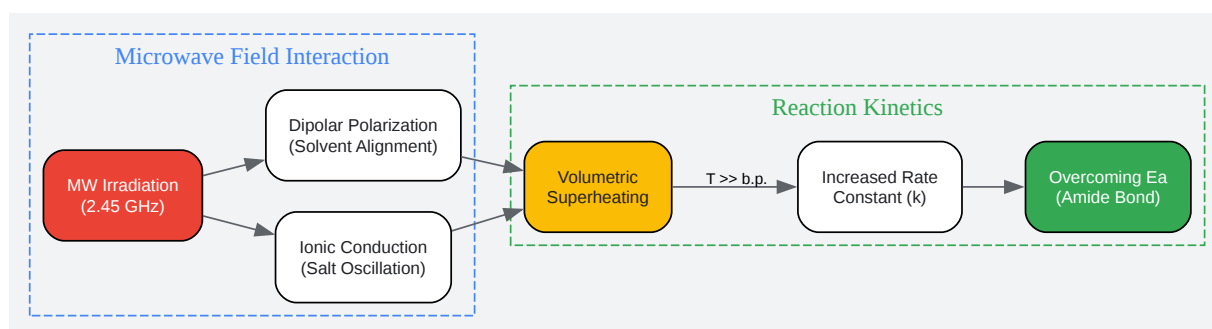 Microwave Field Interaction
MW Irradiation
(2.45 GHz)
Dipolar Polarization
(Solvent Alignment)
Ionic Conduction
(Salt Oscillation)
Reaction Kinetics
Volumetric
Superheating
T >> b.p.
Increased Rate
Constant (k)
Overcoming Ea
(Amide Bond)